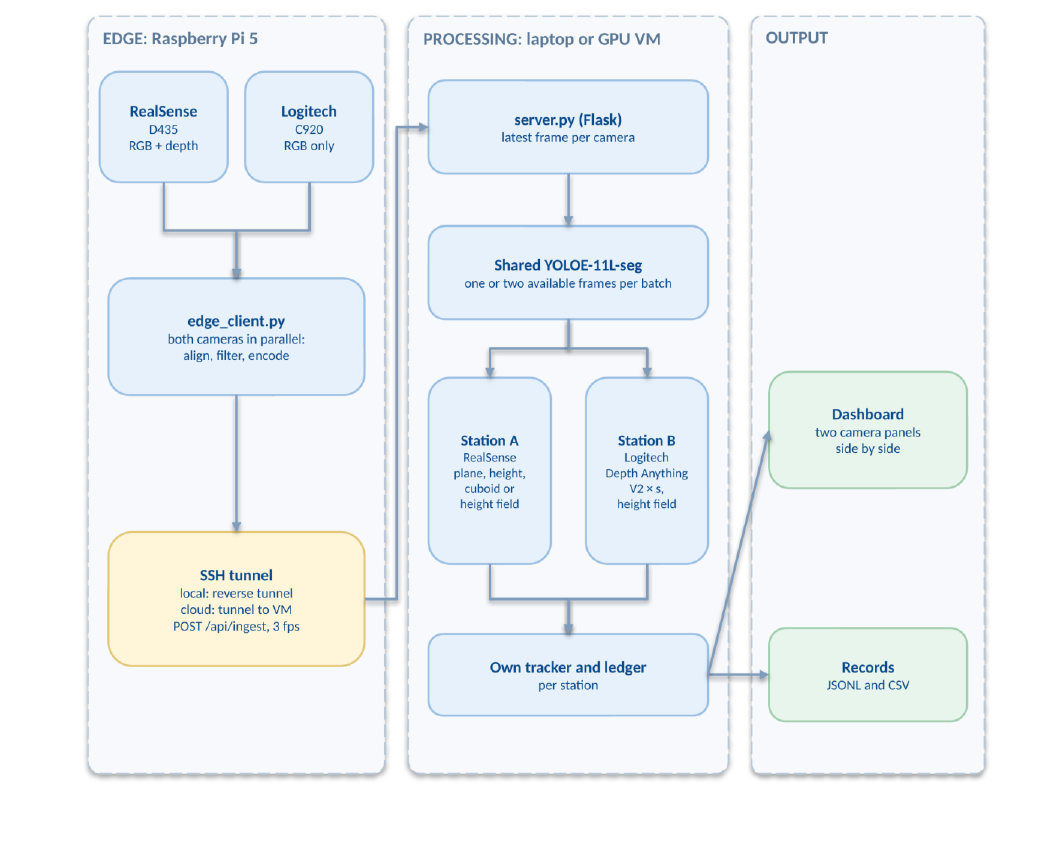 EDGE: Raspberry Pi 5
RealSense
D435
RGB + depth
Logitech
C920
RGB only
edge_client.py
both cameras in parallel:
align, filter, encode
SSH tunnel
local: reverse tunnel
cloud: tunnel to VM
POST /api/ingest, 3 fps
PROCESSING: laptop or GPU VM
server.py (Flask)
latest frame per camera
Shared YOLOE-11L-seg
one or two available frames per batch
Station A
RealSense
plane, height,
cuboid or
height field
Station B
Logitech
Depth Anything
V2 × s,
height field
Own tracker and ledger
per station
OUTPUT
Dashboard
two camera panels
side by side
Records
JSONL and CSV